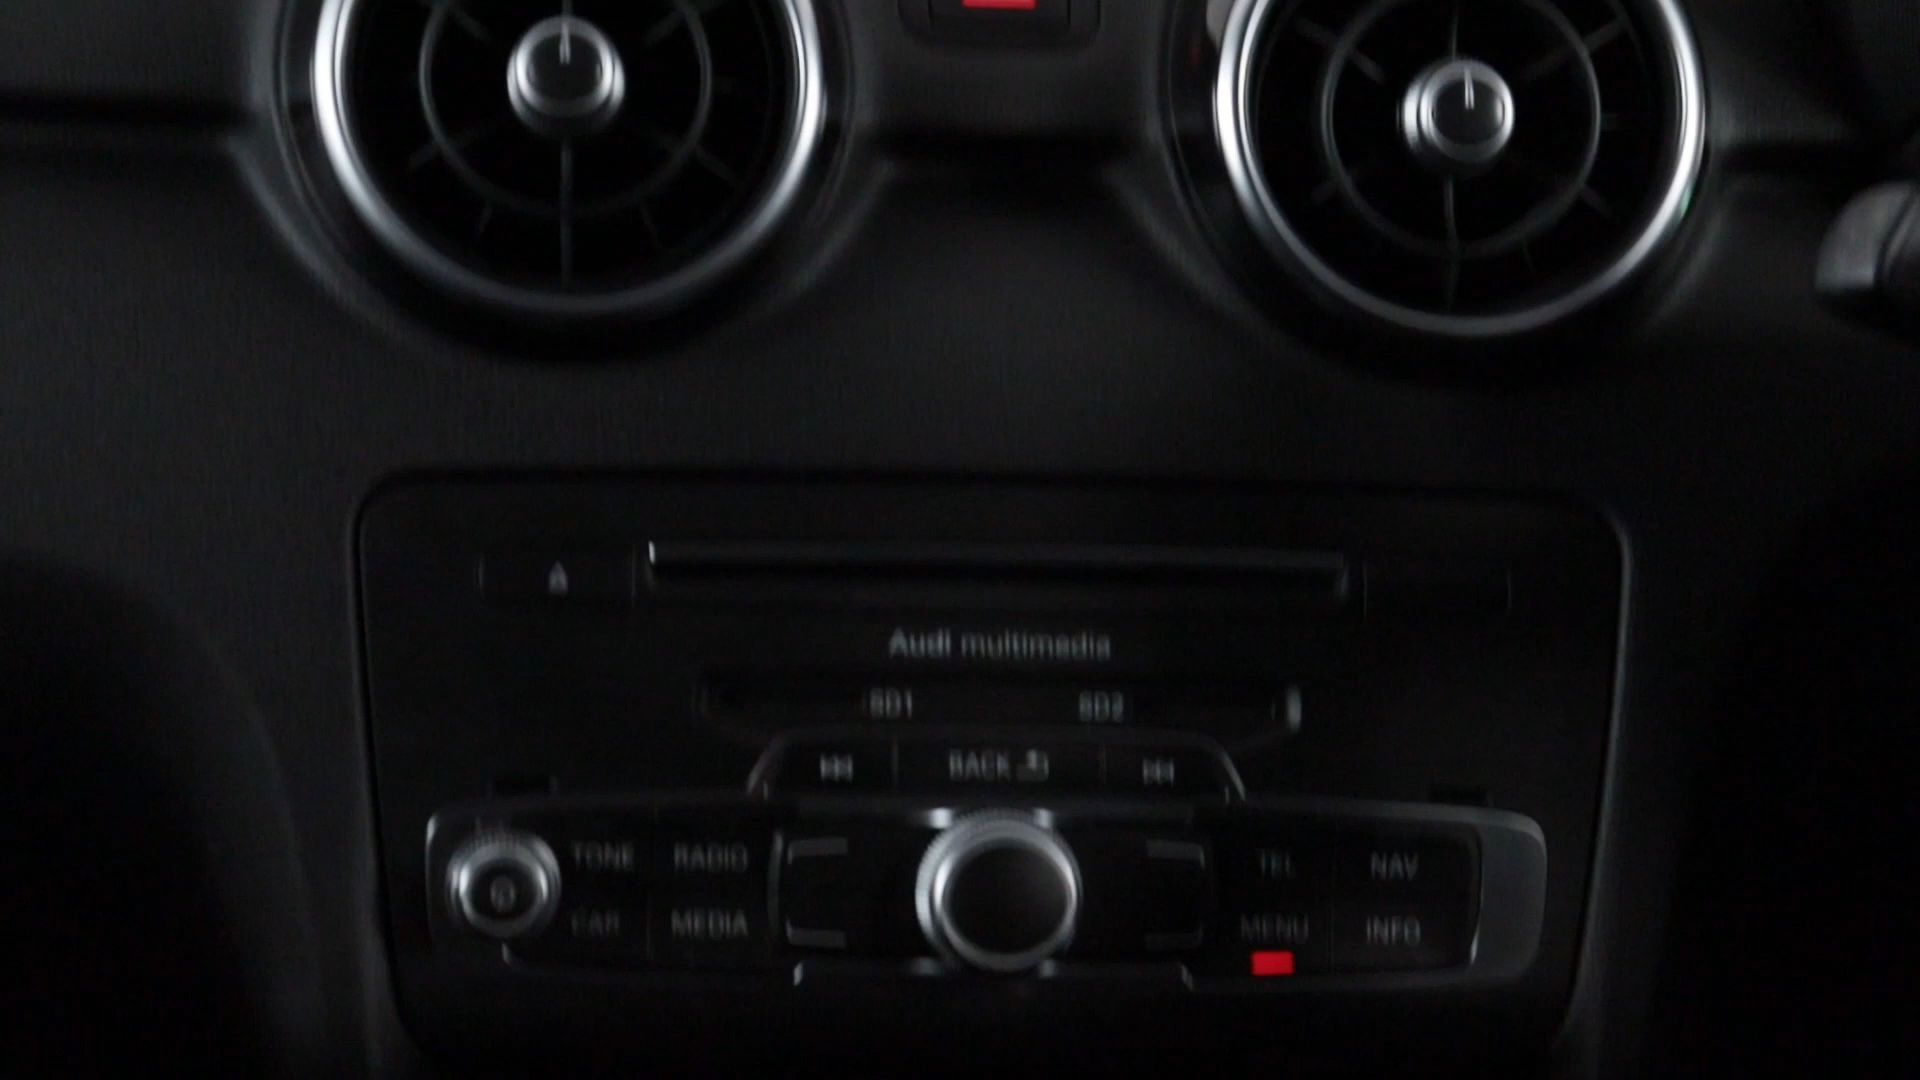 Audi multimedia
SD1 SD2
BACK
TONE RADIO TEL NAV
CAR MEDIA MENU INFO